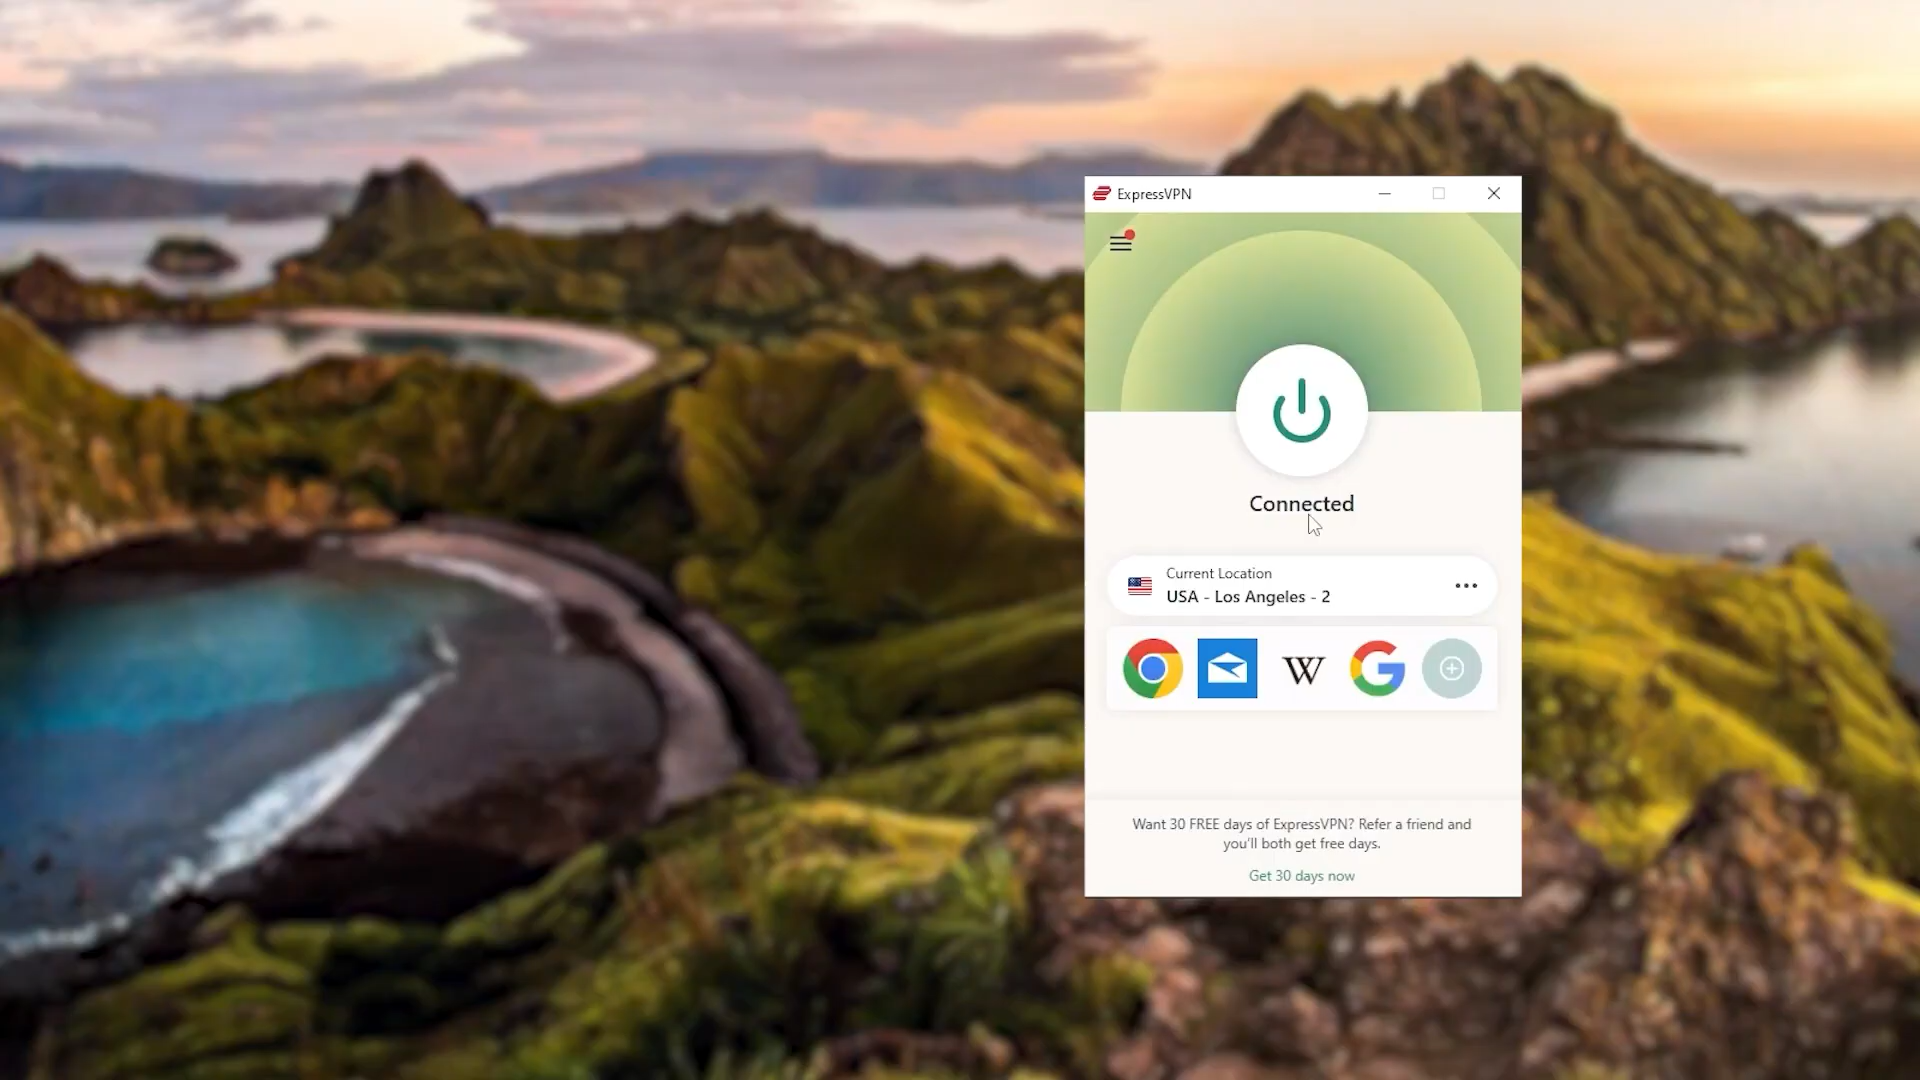 ExpressVPN
Connected
Current Location
USA - Los Angeles - 2
W
Want 30 FREE days of ExpressVPN? Refer a friend and
you'll both get free days.
Get 30 days now